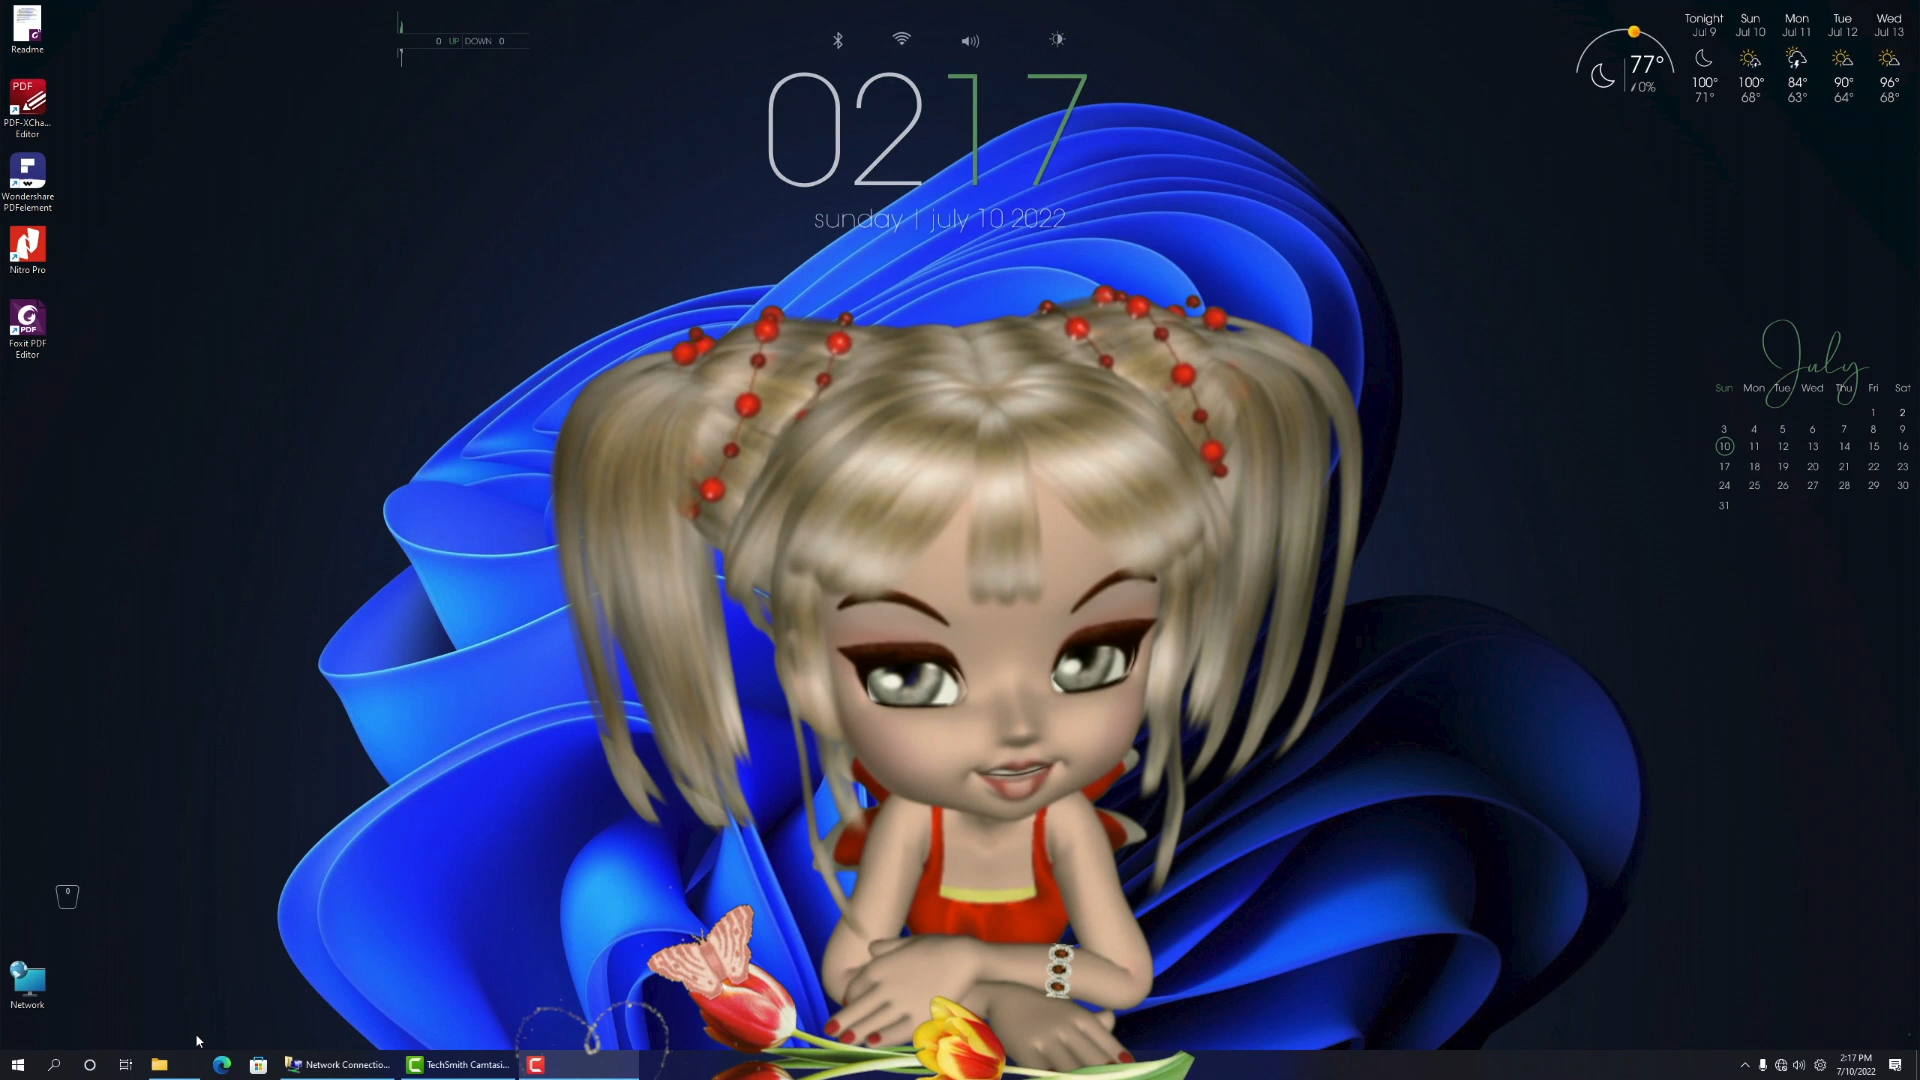 Readme
PDF
PDF-XCha...
Editor
Wondershare
PDFelement
Nitro Pro
PDF
Foxit PDF
Editor
0
Network
0 UP | DOWN 0
0217
sunday | july 10 2022
77°
0%
Tonight Sun Mon Tue Wed
Jul 9 Jul 10 Jul 11 Jul 12 Jul 13
100° 100° 84° 90° 96°
71° 68° 63° 64° 68°
July
Sun Mon Tue Wed Thu Fri Sat
1 2
3 4 5 6 7 8 9
10 11 12 13 14 15 16
17 18 19 20 21 22 23
24 25 26 27 28 29 30
31
Network Connectio...
TechSmith Camtasi...
2:17 PM
7/10/2022